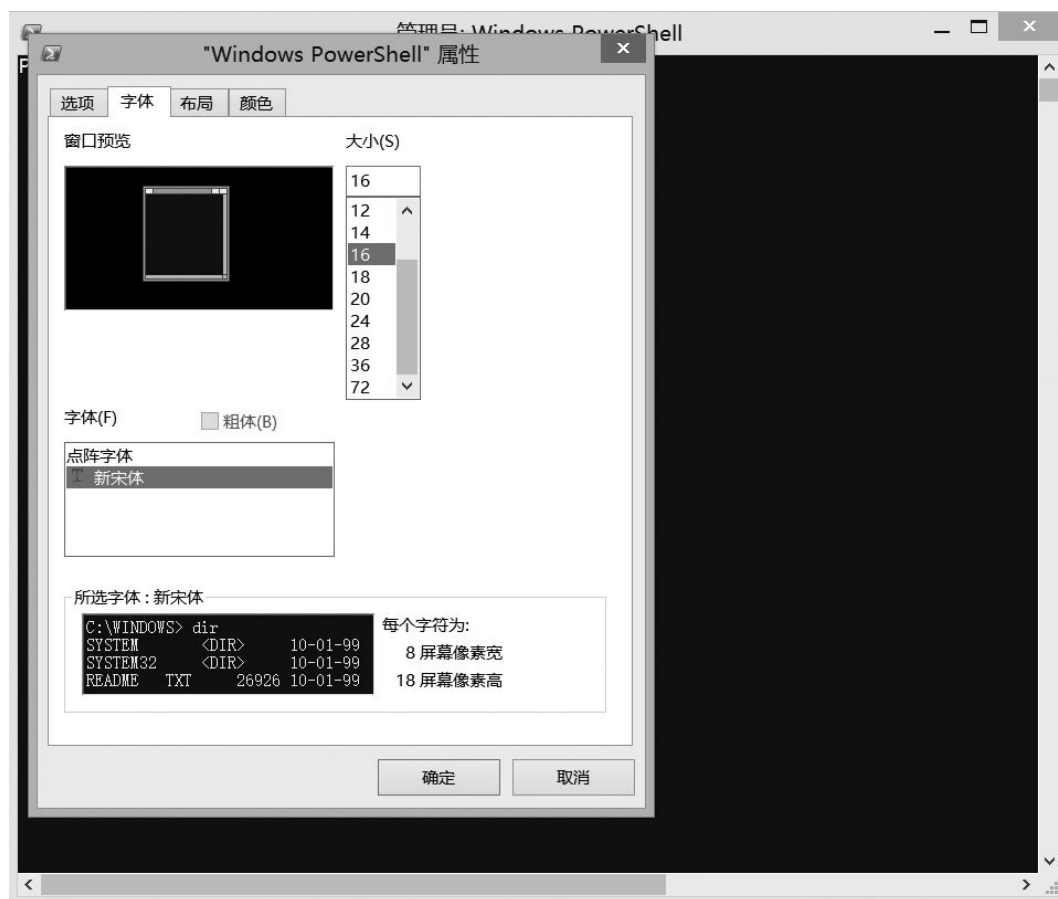 管理员: Windows PowerShell
"Windows PowerShell" 属性
选项 字体 布局 颜色
窗口预览
大小(S)
16
12
14
16
18
20
24
28
36
72
字体(F)
粗体(B)
点阵字体
新宋体
所选字体 : 新宋体
C:\WINDOWS> dir
SYSTEM <DIR> 10-01-99
SYSTEM32 <DIR> 10-01-99
README TXT 26926 10-01-99
每个字符为:
8 屏幕像素宽
18 屏幕像素高
确定
取消